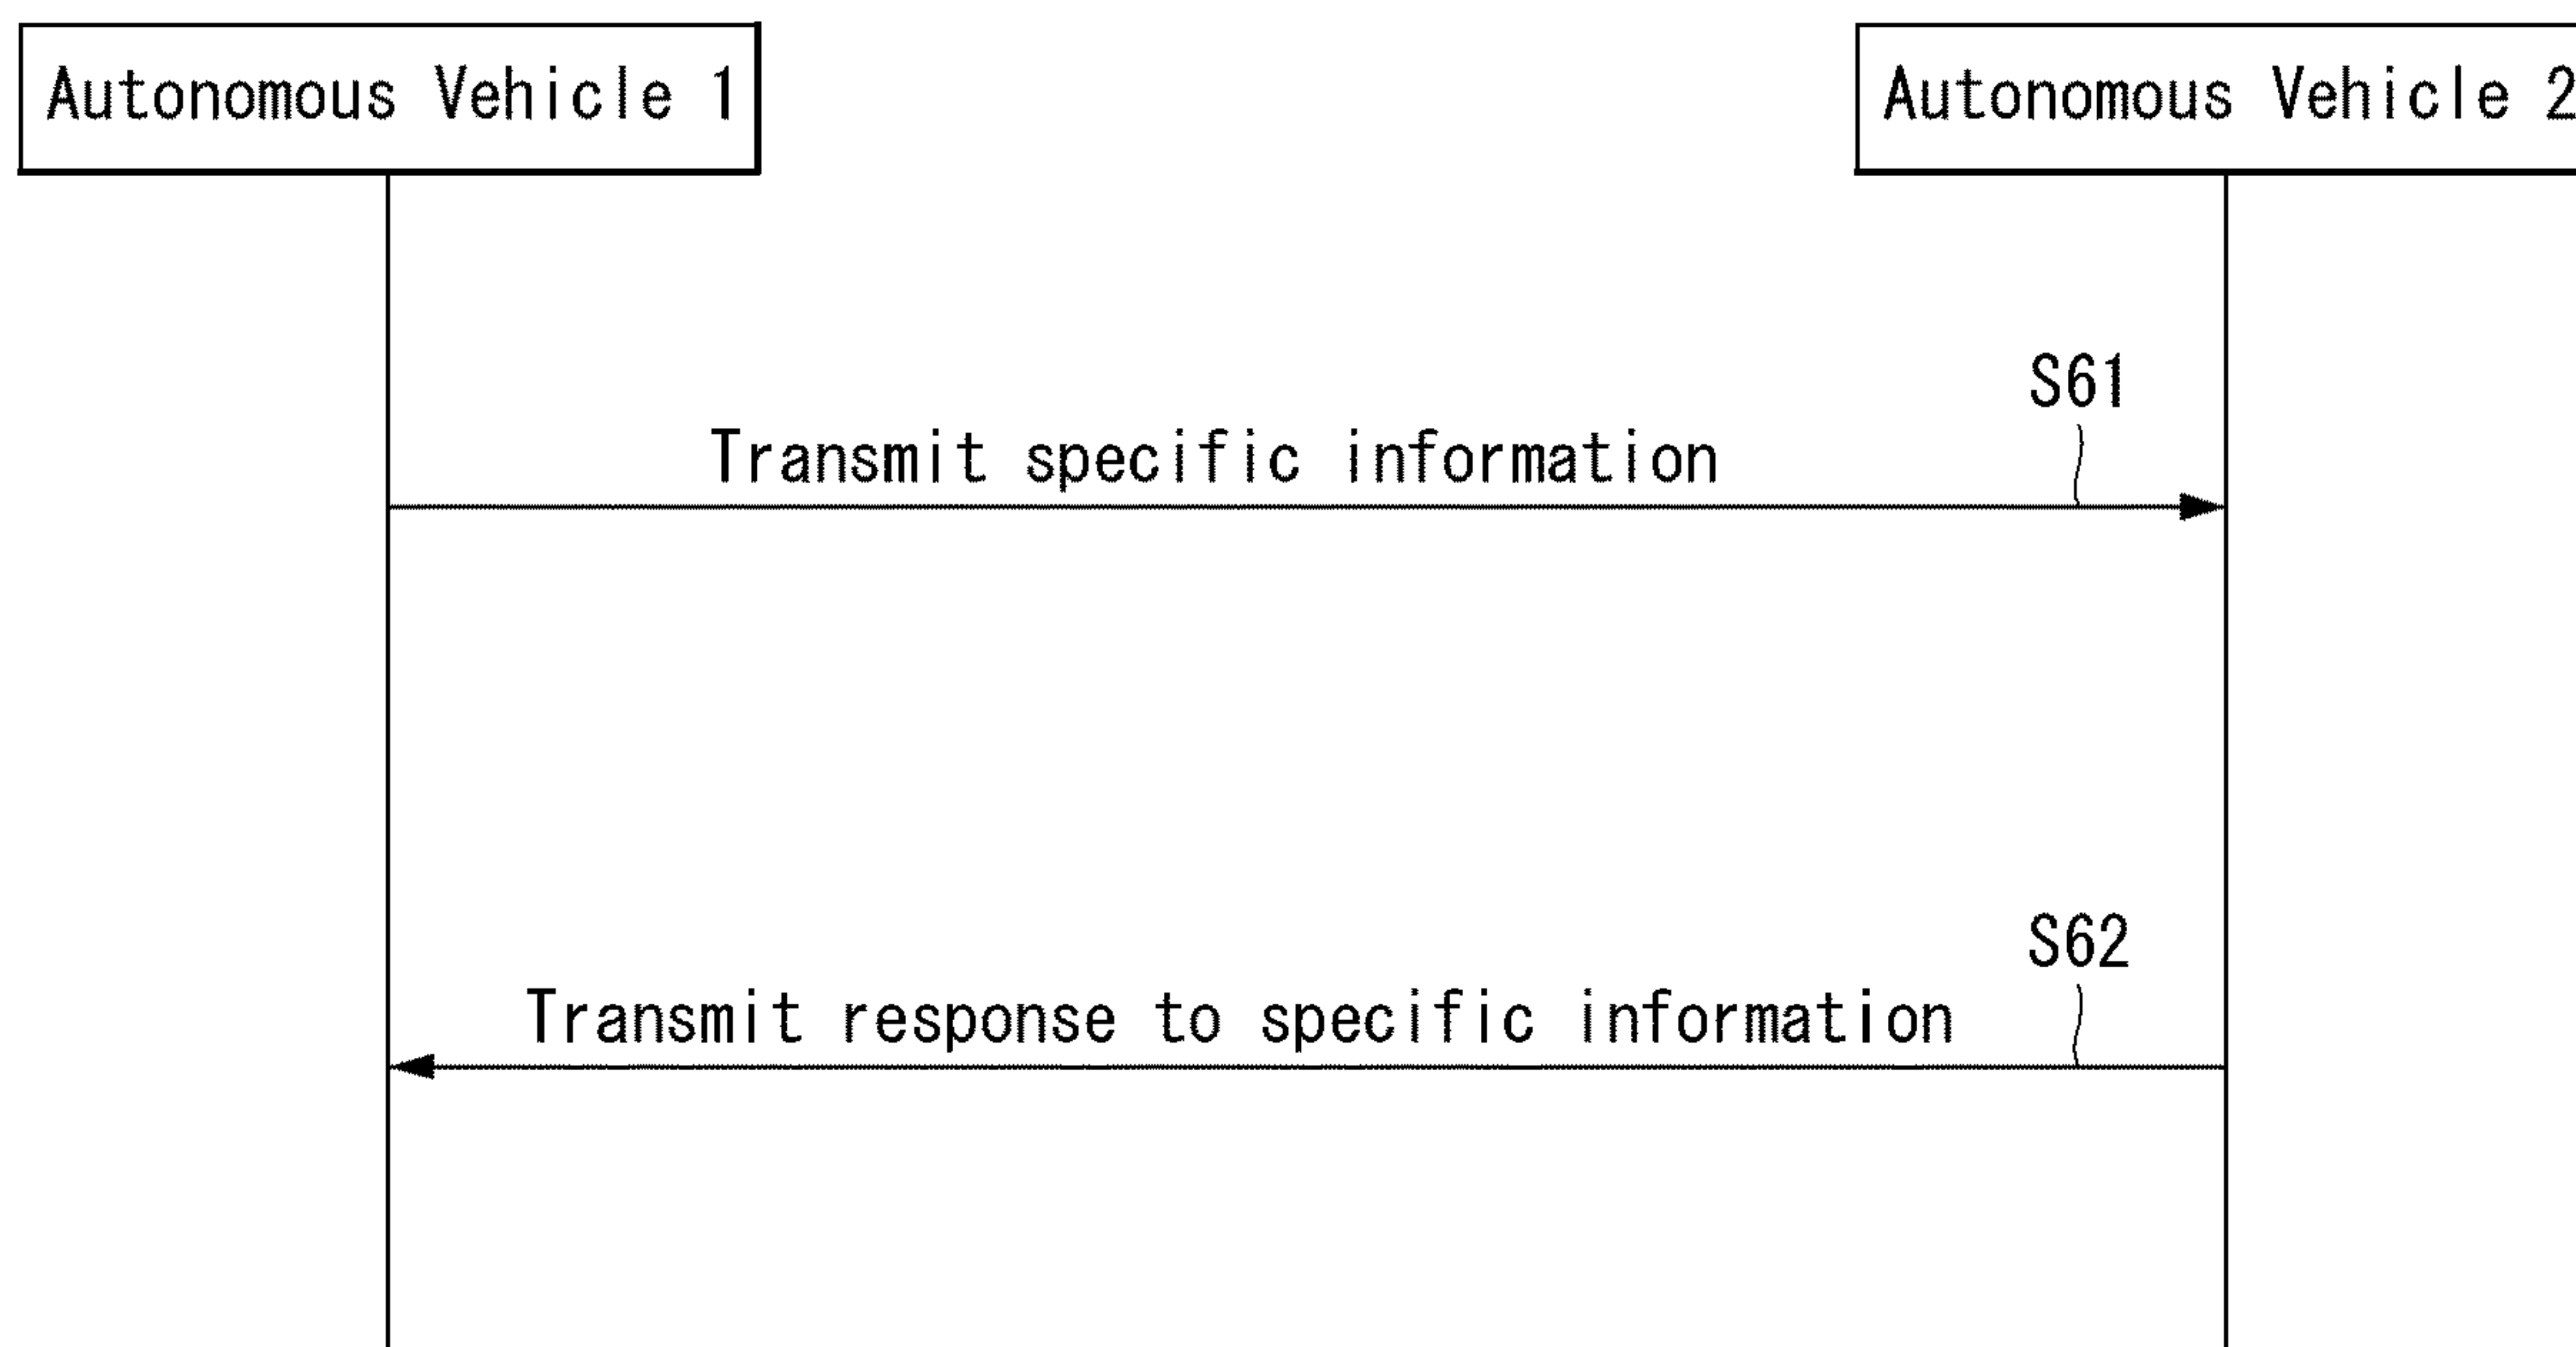 Autonomous Vehicle 1
Autonomous Vehicle 2
S61
Transmit specific information
S62
Transmit response to specific information